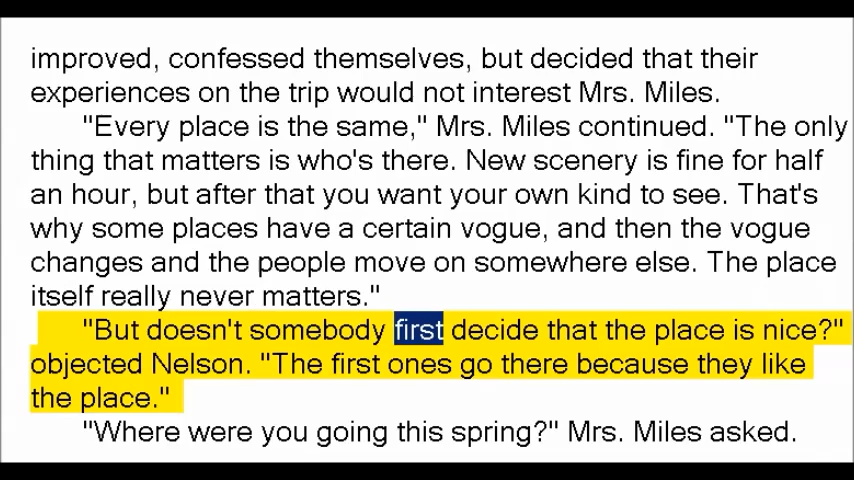 improved, confessed themselves, but decided that their
experiences on the trip would not interest Mrs. Miles.
"Every place is the same," Mrs. Miles continued. "The only
thing that matters is who's there. New scenery is fine for half
an hour, but after that you want your own kind to see. That's
why some places have a certain vogue, and then the vogue
changes and the people move on somewhere else. The place
itself really never matters."
"But doesn't somebody first decide that the place is nice?"
objected Nelson. "The first ones go there because they like
the place."
"Where were you going this spring?" Mrs. Miles asked.